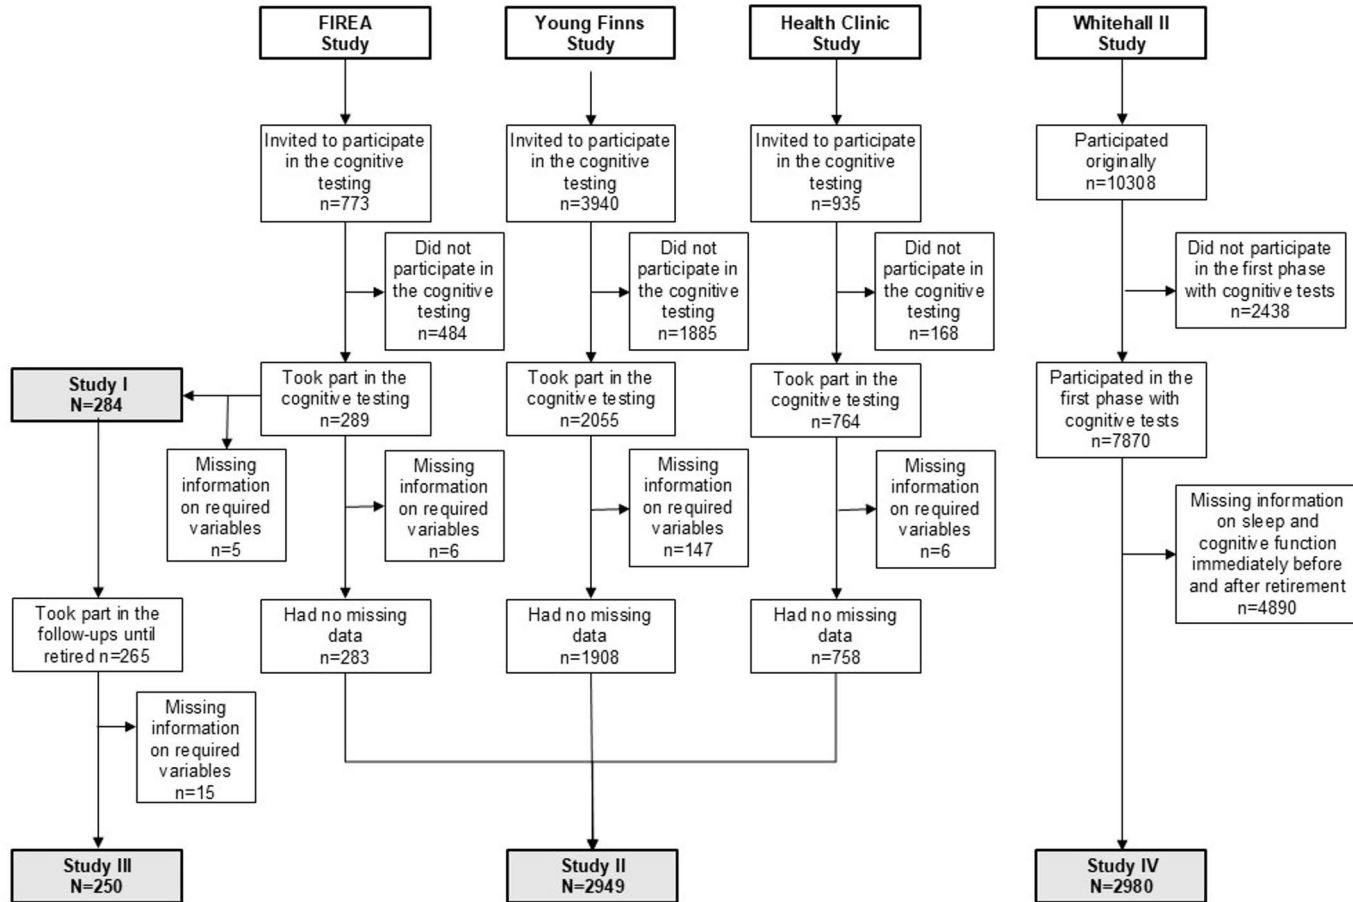 FIREA
Study
Young Finns
Study
Health Clinic
Study
Whitehall II
Study
Invited to participate
in the cognitive
testing
n=773
Invited to participate
in the cognitive
testing
n=3940
Invited to participate
in the cognitive
testing
n=935
Participated
originally
n=10308
Did not
participate in
the cognitive
testing
n=484
Did not
participate in
the cognitive
testing
n=1885
Did not
participate in
the cognitive
testing
n=168
Did not participate
in the first phase
with cognitive tests
n=2438
Study I
N=284
Took part in the
cognitive testing
n=289
Took part in the
cognitive testing
n=2055
Took part in the
cognitive testing
n=764
Participated in the
first phase with
cognitive tests
n=7870
Missing
information
on required
variables
n=5
Missing
information
on required
variables
n=6
Missing
information
on required
variables
n=147
Missing
information
on required
variables
n=6
Missing information
on sleep and
cognitive function
immediately before
and after retirement
n=4890
Took part in the
follow-ups until
retired n=265
Had no missing
data
n=283
Had no missing
data
n=1908
Had no missing
data
n=758
Missing
information
on required
variables
n=15
Study III
N=250
Study II
N=2949
Study IV
N=2980